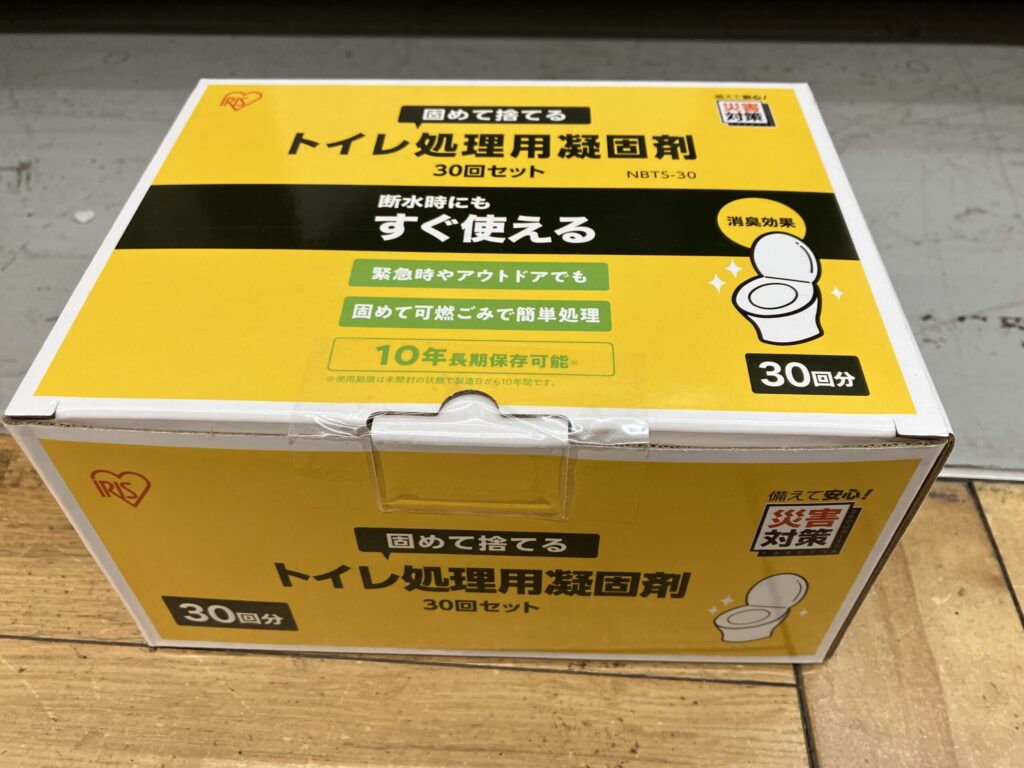 IRIS
備えて安心!
災害
対策
固めて捨てる
トイレ処理用凝固剤
30回セット
NBTS-30
断水時にも
すぐ使える
消臭効果
緊急時やアウトドアでも
固めて可燃ごみで簡単処理
10年長期保存可能※
※使用期限は未開封の状態で製造日から10年間です。
30回分
IRIS
備えて安心!
災害
対策
固めて捨てる
トイレ処理用凝固剤
30回セット
30回分